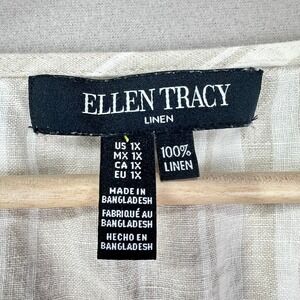 ELLEN TRACY
LINEN
US 1X
MX 1X
CA 1X
EU 1X
100%
LINEN
MADE IN
BANGLADESH
FABRIQUÉ AU
BANGLADESH
HECHO EN
BANGLADESH